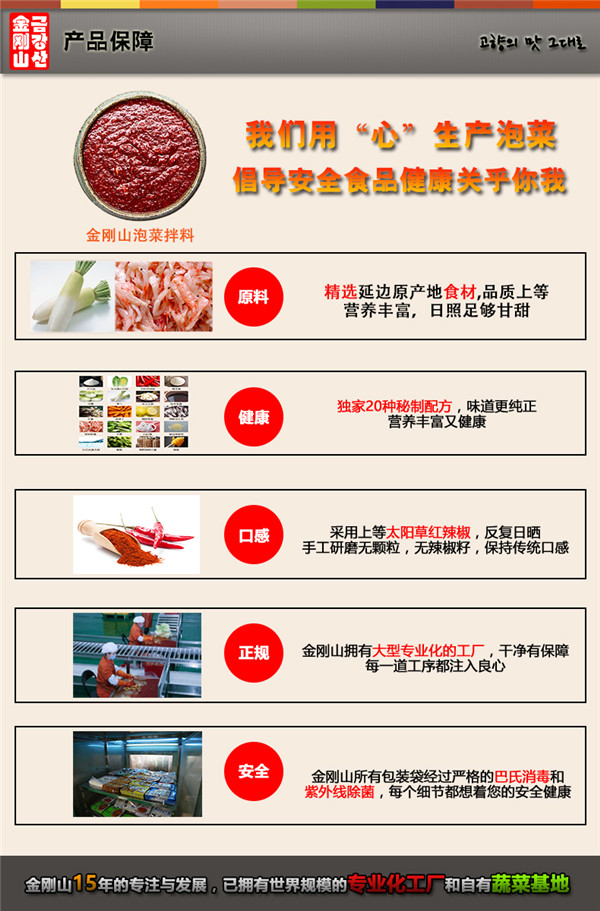 金刚山
금강산
产品保障
고향의 맛 그대로
我们用“心”生产泡菜
倡导安全食品健康关乎你我
金刚山泡菜拌料
原料
精选延边原产地食材,品质上等
营养丰富，日照足够甘甜
健康
独家20种秘制配方，味道更纯正
营养丰富又健康
口感
采用上等太阳草红辣椒，反复日晒
手工研磨无颗粒，无辣椒籽，保持传统口感
正规
金刚山拥有大型专业化的工厂，干净有保障
每一道工序都注入良心
安全
金刚山所有包装袋经过严格的巴氏消毒和
紫外线除菌，每个细节都想着您的安全健康
金刚山15年的专注与发展，已拥有世界规模的专业化工厂和自有蔬菜基地